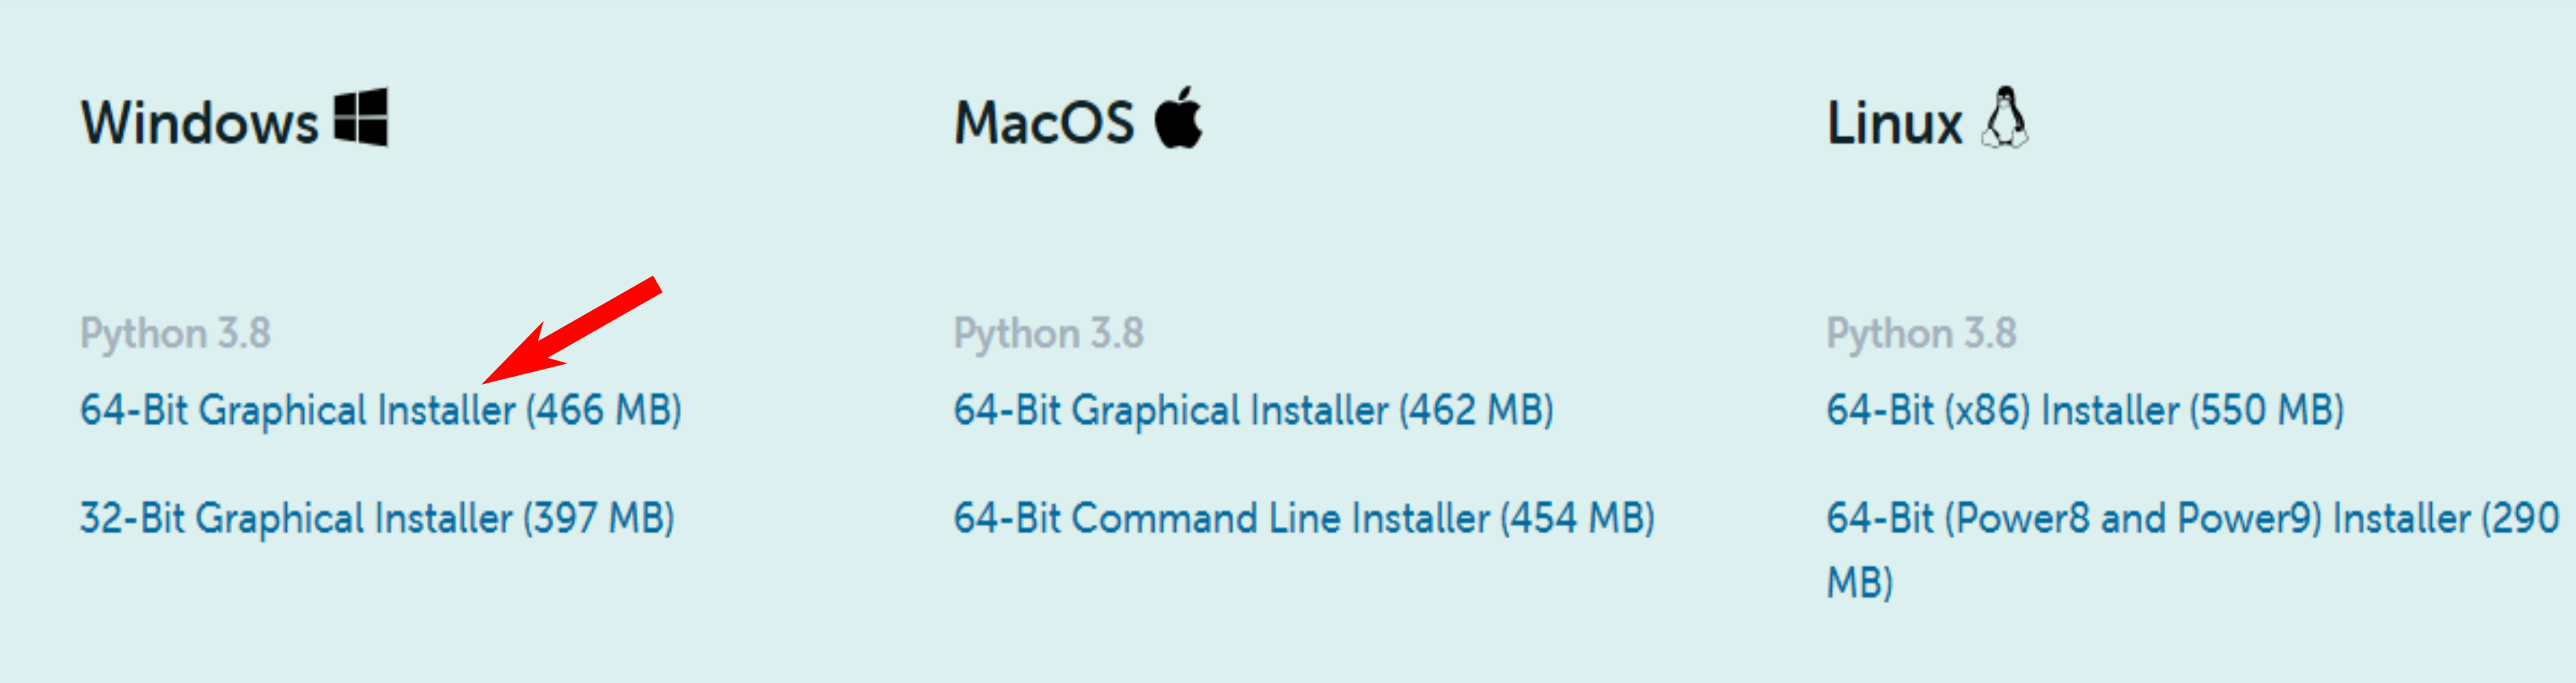 Windows
MacOS
Linux
Python 3.8
64-Bit Graphical Installer (466 MB)
32-Bit Graphical Installer (397 MB)
Python 3.8
64-Bit Graphical Installer (462 MB)
64-Bit Command Line Installer (454 MB)
Python 3.8
64-Bit (x86) Installer (550 MB)
64-Bit (Power8 and Power9) Installer (290
MB)